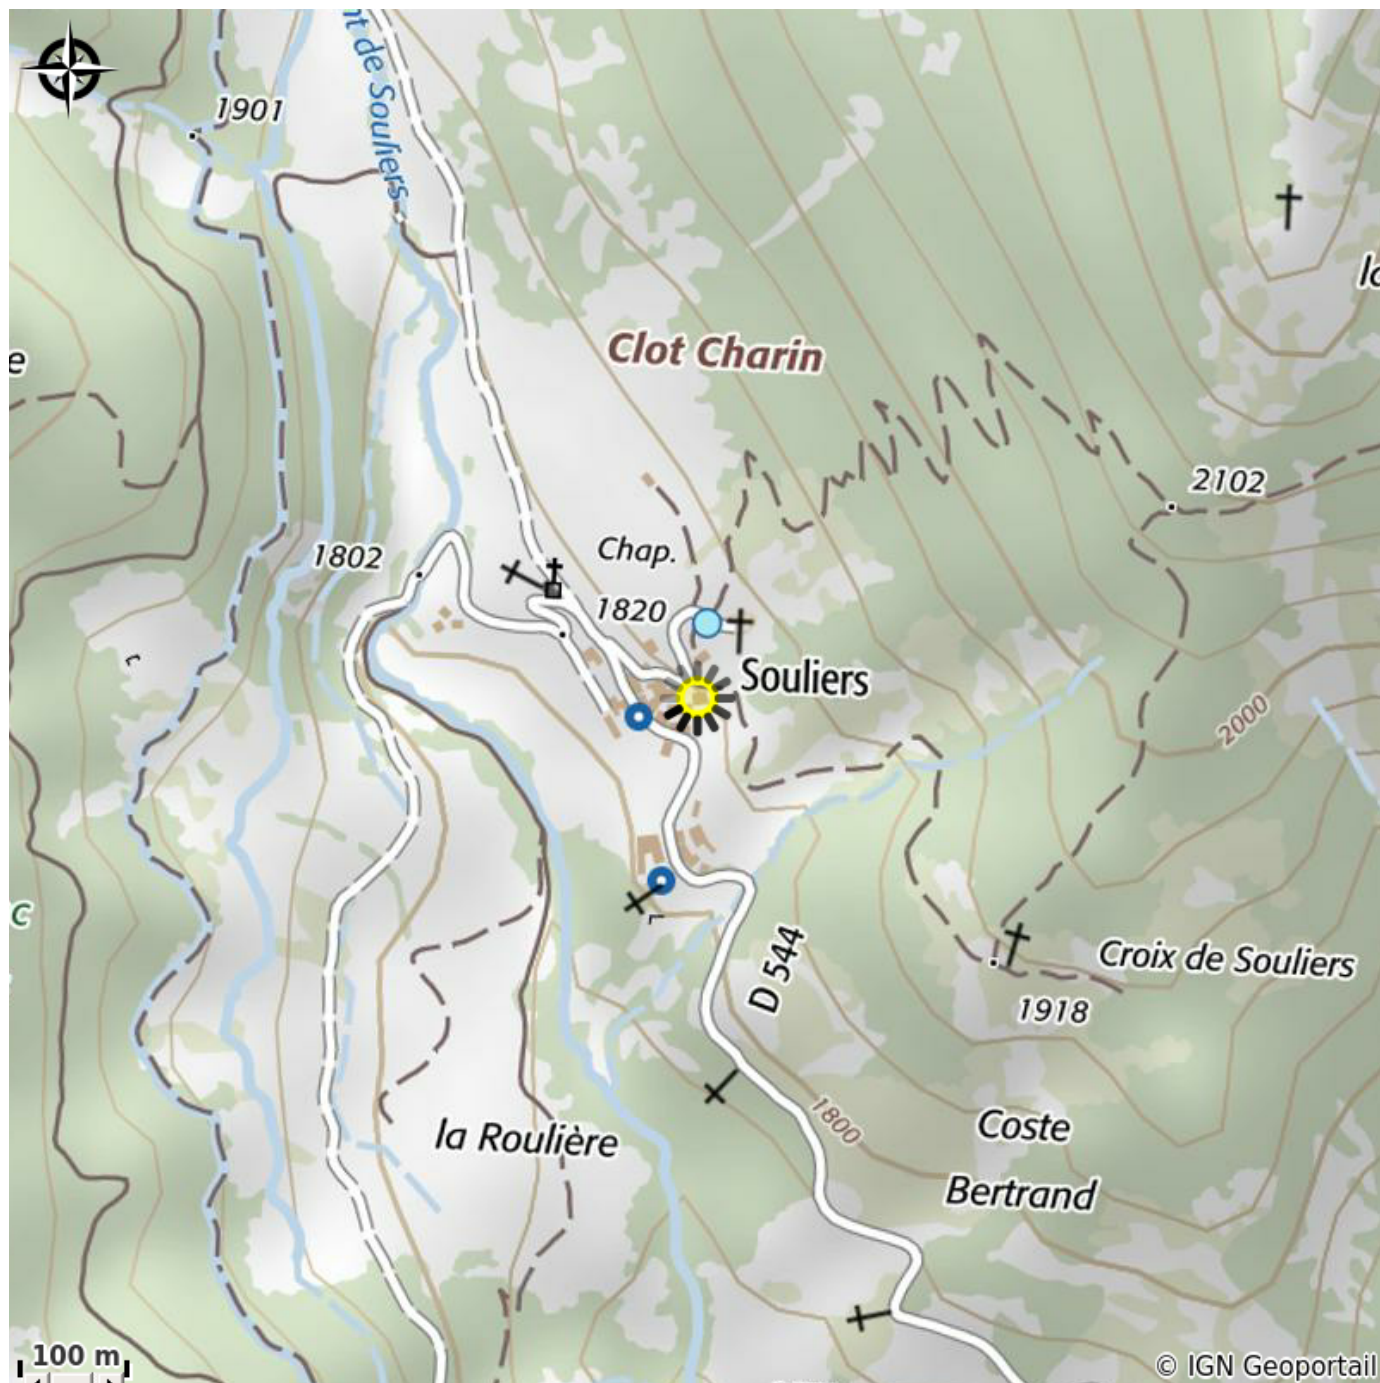 nt de Souliers
1901
Clot Charin
2102
Chap.
1802
1820
Souliers
2000
D 544
Croix de Souliers
1918
1800
Coste
Bertrand
la Roulière
100 m
© IGN Geoportail